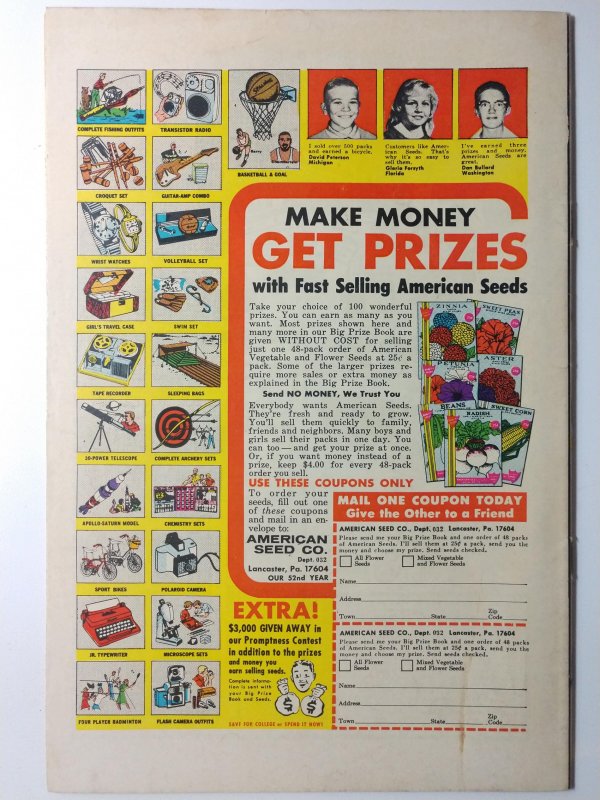 COMPLETE FISHING OUTFITS
TRANSISTOR RADIO
SPALDING
Barry
BASKETBALL & GOAL
I sold over 500 packs
and earned a bicycle.
David Peterson
Michigan
Customers like Amer-
ican Seeds. That's
why it's so easy to
sell them.
Gloria Forsyth
Florida
I've earned three
prizes and money.
American Seeds are
great.
Dan Bullard
Washington
CROQUET SET
GUITAR-AMP COMBO
WRIST WATCHES
VOLLEYBALL SET
GIRL'S TRAVEL CASE
SWIM SET
TAPE RECORDER
SLEEPING BAGS
30-POWER TELESCOPE
COMPLETE ARCHERY SETS
APOLLO-SATURN MODEL
CHEMISTRY SETS
SPORT BIKES
POLAROID CAMERA
JR. TYPEWRITER
MICROSCOPE SETS
FOUR PLAYER BADMINTON
FLASH CAMERA OUTFITS
MAKE MONEY
GET PRIZES
with Fast Selling American Seeds
Take your choice of 100 wonderful
prizes. You can earn as many as you
want. Most prizes shown here and
many more in our Big Prize Book are
given WITHOUT COST for selling
just one 48-pack order of American
Vegetable and Flower Seeds at 25¢ a
pack. Some of the larger prizes re-
quire more sales or extra money as
explained in the Big Prize Book.
Send NO MONEY, We Trust You
Everybody wants American Seeds.
They're fresh and ready to grow.
You'll sell them quickly to family,
friends and neighbors. Many boys and
girls sell their packs in one day. You
can too — and get your prize at once.
Or, if you want money instead of a
prize, keep $4.00 for every 48-pack
order you sell.
ZINNIA
SWEET PEAS
PETUNIA
ASTER
BEANS
RADISH
SWEET CORN
USE THESE COUPONS ONLY
To order your
seeds, fill out one
of these coupons
and mail in an en-
velope to:
AMERICAN
SEED CO.
Dept. 032
Lancaster, Pa. 17604
OUR 52nd YEAR
MAIL ONE COUPON TODAY
Give the Other to a Friend
AMERICAN SEED CO., Dept. 032 Lancaster, Pa. 17604
Please send me your Big Prize Book and one order of 48 packs
of American Seeds. I'll sell them at 25¢ a pack, send you the
money and choose my prize. Send seeds checked.
All Flower
Seeds
Mixed Vegetable
and Flower Seeds
Name
Address
Town State Zip Code
AMERICAN SEED CO., Dept. 032 Lancaster, Pa. 17604
Please send me your Big Prize Book and one order of 48 packs
of American Seeds. I'll sell them at 25¢ a pack, send you the
money and choose my prize. Send seeds checked.
All Flower
Seeds
Mixed Vegetable
and Flower Seeds
Name
Address
Town State Zip Code
EXTRA!
$3,000 GIVEN AWAY in
our Promptness Contest
in addition to the prizes
and money you
earn selling seeds.
Complete informa-
tion is sent with
your Big Prize
Book and Seeds.
$ $
SAVE FOR COLLEGE or SPEND IT NOW!